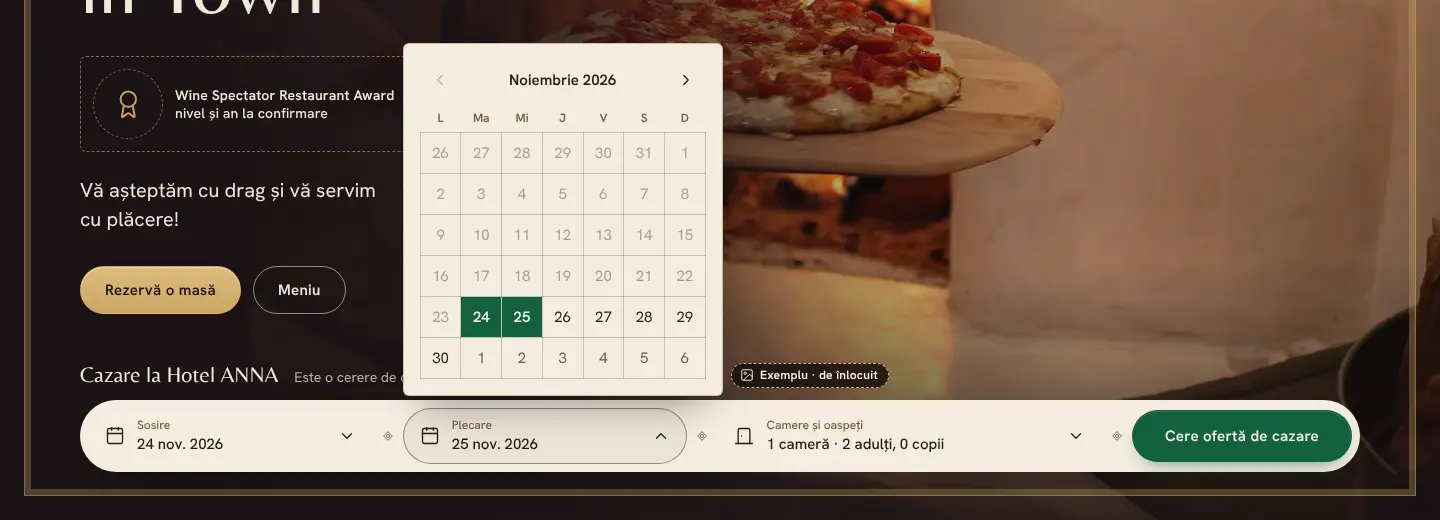 in Town
Wine Spectator Restaurant Award
nivel și an la confirmare
Vă așteptăm cu drag și vă servim
cu plăcere!
Rezervă o masă
Meniu
Noiembrie 2026
L Ma Mi J V S D
26 27 28 29 30 31 1
2 3 4 5 6 7 8
9 10 11 12 13 14 15
16 17 18 19 20 21 22
23 24 25 26 27 28 29
30 1 2 3 4 5 6
Cazare la Hotel ANNA Este o cerere de
Exemplu · de înlocuit
Sosire
24 nov. 2026
Plecare
25 nov. 2026
Camere și oaspeți
1 cameră · 2 adulți, 0 copii
Cere ofertă de cazare